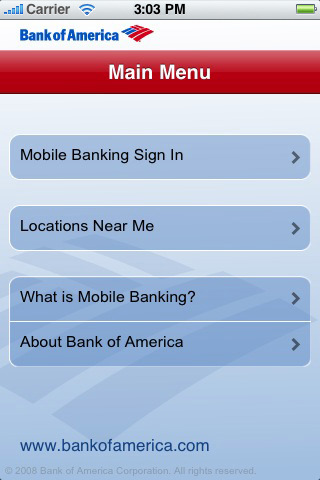 Carrier 3:03 PM
Bank of America
Main Menu
Mobile Banking Sign In
Locations Near Me
What is Mobile Banking?
About Bank of America
www.bankofamerica.com
© 2008 Bank of America Corporation. All rights reserved.